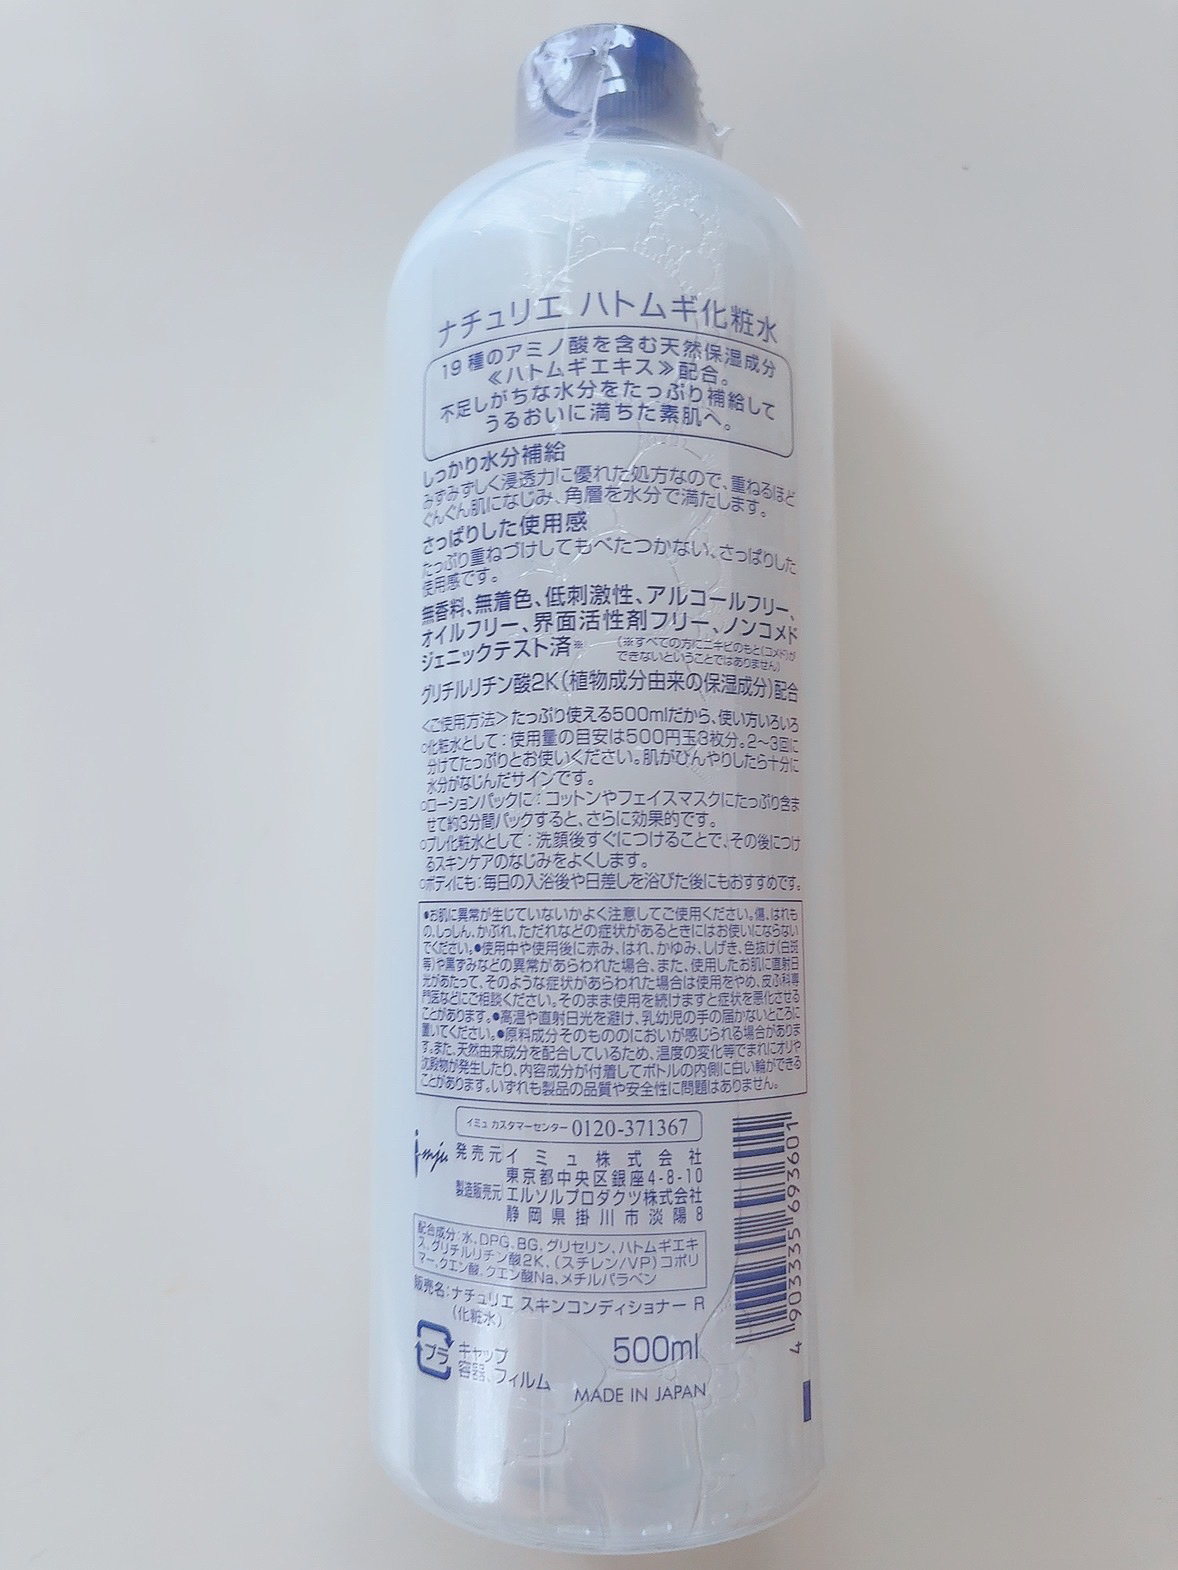 ナチュリエ ハトムギ化粧水
19種のアミノ酸を含む天然保湿成分
≪ハトムギエキス≫配合。
不足しがちな水分をたっぷり補給して
うるおいに満ちた素肌へ。
しっかり水分補給
みずみずしく浸透力に優れた処方なので、重ねるほど
ぐんぐん肌になじみ、角層を水分で満たします。
さっぱりした使用感
たっぷり重ねづけしてもべたつかない、さっぱりした
使用感です。
無香料、無着色、低刺激性、アルコールフリー、
オイルフリー、界面活性剤フリー、ノンコメド
ジェニックテスト済※
(※すべての方にニキビのもと(コメド)が
できないということではありません)
グリチルリチン酸2K(植物成分由来の保湿成分)配合
<ご使用方法>たっぷり使える500mlだから、使い方いろいろ
○化粧水として:使用量の目安は500円玉3枚分。2〜3回に
分けてたっぷりとお使いください。肌がひんやりしたら十分に
水分がなじんだサインです。
○ローションパックに:コットンやフェイスマスクにたっぷり含ま
せて約3分間パックすると、さらに効果的です。
○プレ化粧水として:洗顔後すぐにつけることで、その後につけ
るスキンケアのなじみをよくします。
○ボディにも:毎日の入浴後や日差しを浴びた後にもおすすめです。
●お肌に異常が生じていないかよく注意してご使用ください。傷、はれも
の、しっしん、かぶれ、ただれなどの症状があるときにはお使いにならない
でください。●使用中や使用後に赤み、はれ、かゆみ、しげき、色抜け(白斑
等)や黒ずみなどの異常があらわれた場合、また、使用したお肌に直射日
光があたって、そのような症状があらわれた場合は使用をやめ、皮ふ科専
門医などにご相談ください。そのまま使用を続けますと症状を悪化させる
ことがあります。●高温や直射日光を避け、乳幼児の手の届かないところに
置いてください。●原料成分そのもののにおいが感じられる場合がありま
す。また、天然由来成分を配合しているため、温度の変化等でまれにオリや
沈殿物が発生したり、内容成分が付着してボトルの内側に白い輪ができる
ことがあります。いずれも製品の品質や安全性に問題はありません。
イミュ カスタマーセンター 0120-371367
imju 発売元 イミュ株式会社
東京都中央区銀座4-8-10
製造販売元 エルソルプロダクツ株式会社
静岡県掛川市淡陽8
配合成分:水、DPG、BG、グリセリン、ハトムギエキ
ス、グリチルリチン酸2K、(スチレン/VP)コポリ
マー、クエン酸、クエン酸Na、メチルパラベン
販売名:ナチュリエ スキンコンディショナー R
(化粧水)
プラ
キャップ
容器、フィルム
500ml
MADE IN JAPAN
4 903335 693601